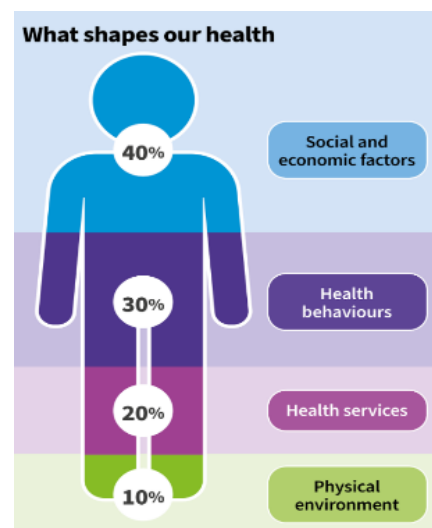 What shapes our health
40%
Social and
economic factors
30%
Health
behaviours
20%
Health services
10%
Physical
environment